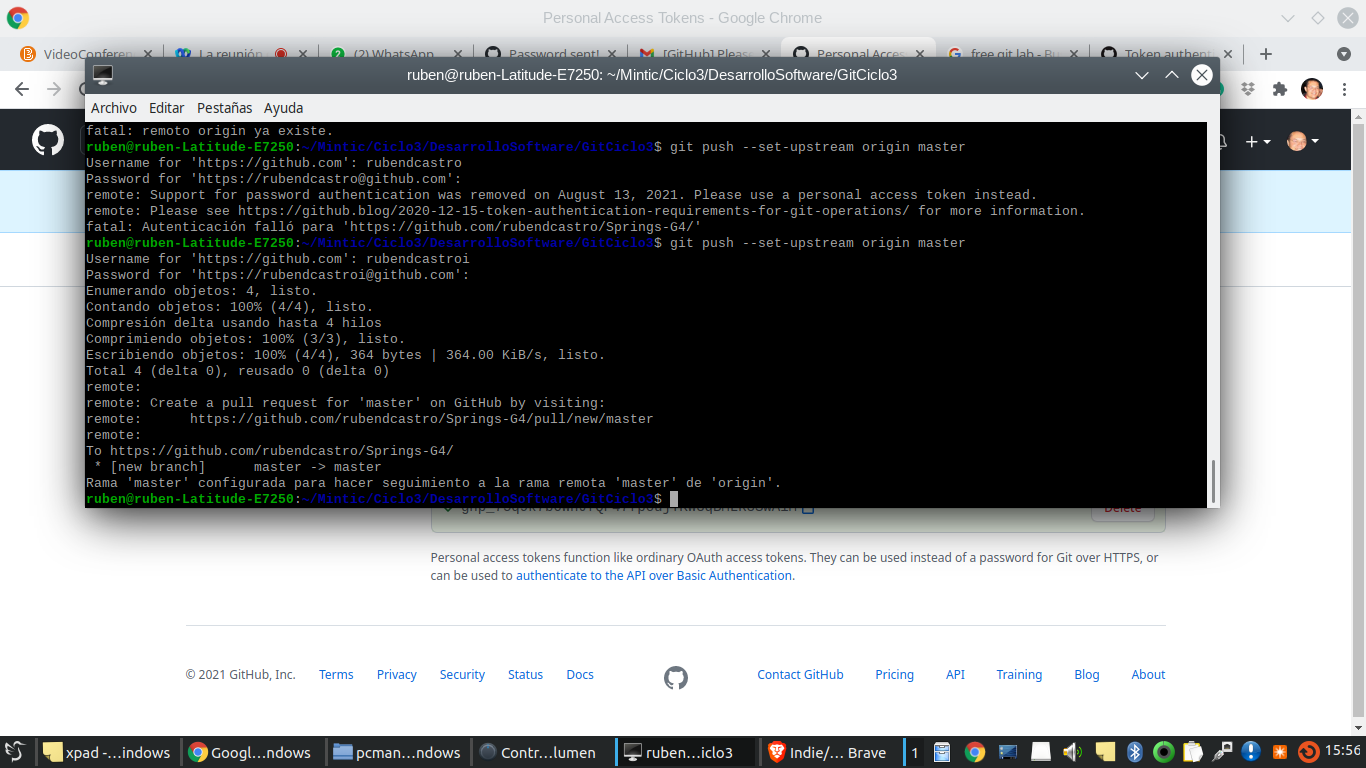 Personal Access Tokens - Google Chrome
VideoConferen
La reunión
(2) WhatsApp
Password sent!
[GitHub] Please
Personal Acces
free git lab - Bu
Token authent
ruben@ruben-Latitude-E7250: ~/Mintic/Ciclo3/DesarrolloSoftware/GitCiclo3
Archivo Editar Pestañas Ayuda
fatal: remoto origin ya existe.
ruben@ruben-Latitude-E7250:~/Mintic/Ciclo3/DesarrolloSoftware/GitCiclo3$ git push --set-upstream origin master
Username for 'https://github.com': rubendcastro
Password for 'https://rubendcastro@github.com':
remote: Support for password authentication was removed on August 13, 2021. Please use a personal access token instead.
remote: Please see https://github.blog/2020-12-15-token-authentication-requirements-for-git-operations/ for more information.
fatal: Autenticación falló para 'https://github.com/rubendcastro/Springs-G4/'
ruben@ruben-Latitude-E7250:~/Mintic/Ciclo3/DesarrolloSoftware/GitCiclo3$ git push --set-upstream origin master
Username for 'https://github.com': rubendcastroi
Password for 'https://rubendcastroi@github.com':
Enumerando objetos: 4, listo.
Contando objetos: 100% (4/4), listo.
Compresión delta usando hasta 4 hilos
Comprimiendo objetos: 100% (3/3), listo.
Escribiendo objetos: 100% (4/4), 364 bytes | 364.00 KiB/s, listo.
Total 4 (delta 0), reusado 0 (delta 0)
remote:
remote: Create a pull request for 'master' on GitHub by visiting:
remote:      https://github.com/rubendcastro/Springs-G4/pull/new/master
remote:
To https://github.com/rubendcastro/Springs-G4/
 * [new branch]      master -> master
Rama 'master' configurada para hacer seguimiento a la rama remota 'master' de 'origin'.
ruben@ruben-Latitude-E7250:~/Mintic/Ciclo3/DesarrolloSoftware/GitCiclo3$
Delete
Personal access tokens function like ordinary OAuth access tokens. They can be used instead of a password for Git over HTTPS, or
can be used to authenticate to the API over Basic Authentication.
© 2021 GitHub, Inc. Terms Privacy Security Status Docs Contact GitHub Pricing API Training Blog About
xpad -...indows Googl...ndows pcman...ndows Contr...lumen ruben...iclo3 Indie/... Brave 1 15:56